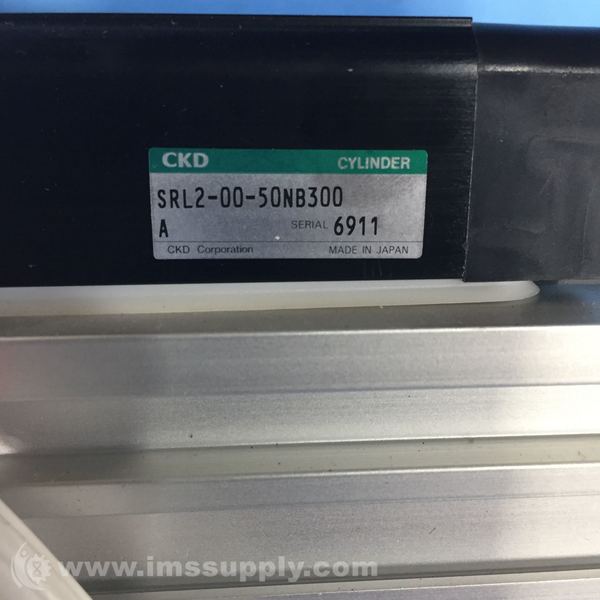 CKD CYLINDER
SRL2-00-50NB300
A SERIAL 6911
CKD Corporation MADE IN JAPAN
www.imssupply.com